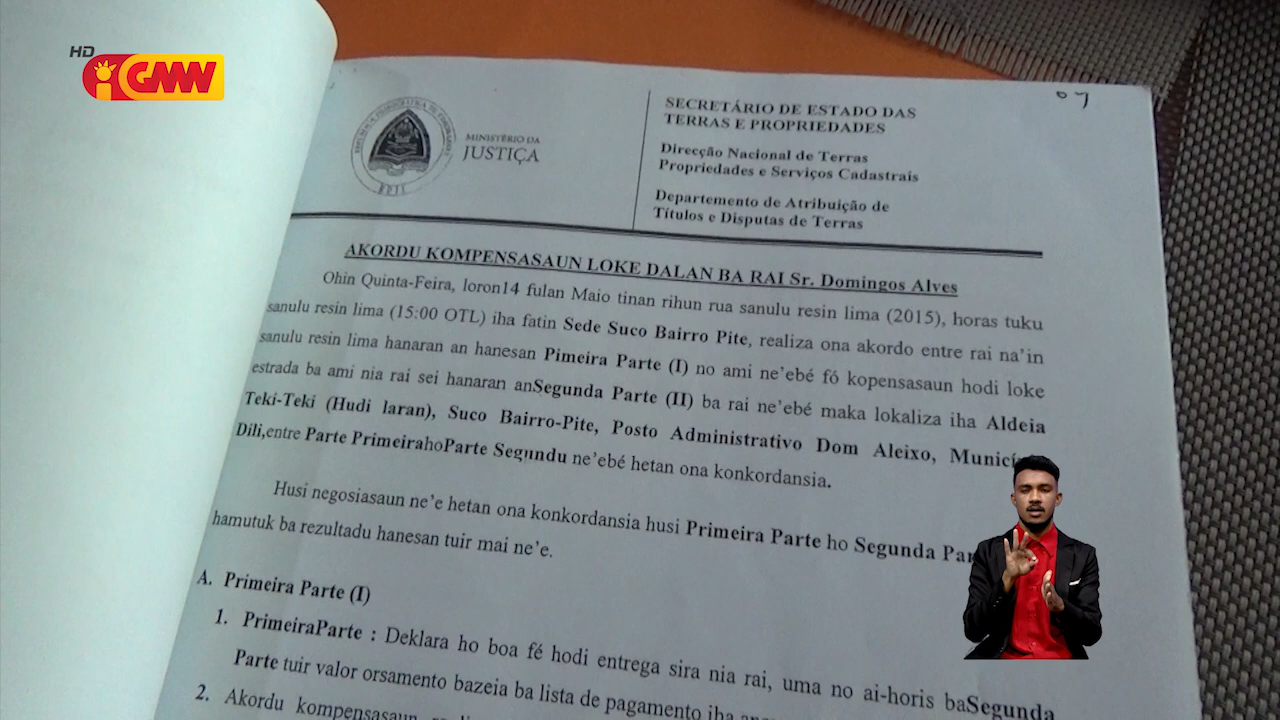 HD
GMN
07
MINISTÉRIO DA
JUSTIÇA
RDTL
SECRETÁRIO DE ESTADO DAS
TERRAS E PROPRIEDADES
Direcção Nacional de Terras
Propriedades e Serviços Cadastrais
Departemento de Atribuição de
Títulos e Disputas de Terras
AKORDU KOMPENSASAUN LOKE DALAN BA RAI Sr. Domingos Alves
Ohin Quinta-Feira, loron14 fulan Maio tinan rihun rua sanulu resin lima (2015), horas tuku
sanulu resin lima (15:00 OTL) iha fatin Sede Suco Bairro Pite, realiza ona akordo entre rai na'in
sanulu resin lima hanaran an hanesan Pimeira Parte (I) no ami ne'ebé fó kopensasaun hodi loke
estrada ba ami nia rai sei hanaran anSegunda Parte (II) ba rai ne'ebé maka lokaliza iha Aldeia
Teki-Teki (Hudi laran), Suco Bairro-Pite, Posto Administrativo Dom Aleixo,
Dili,entre Parte PrimeirahoParte Segundu ne'ebé hetan ona konkordansia.
Husi negosiasaun ne'e hetan ona konkordansia husi Primeira Parte ho Segunda
hamutuk ba rezultadu hanesan tuir mai ne'e.
A. Primeira Parte (I)
1. PrimeiraParte : Deklara ho boa fé hodi entrega sira nia rai, uma no ai-horis baSegunda
Parte tuir valor orsamento bazeia ba lista de pagamento iha
2. Akordu kompensasaun